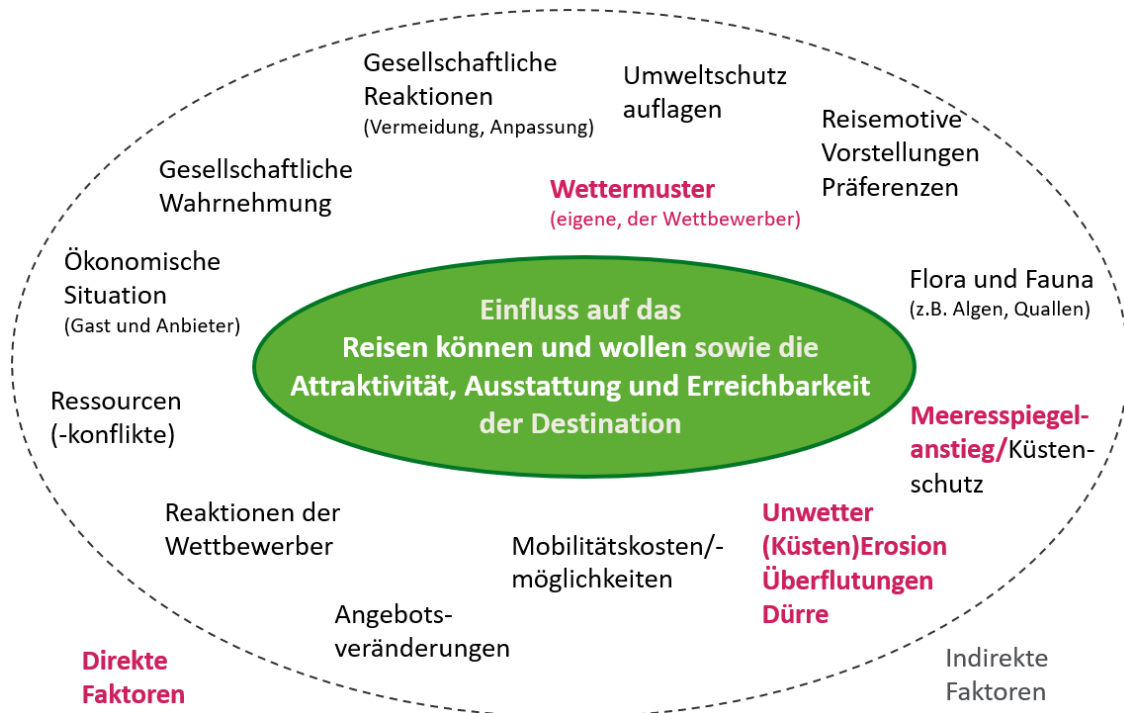 Gesellschaftliche
Reaktionen
(Vermeidung, Anpassung)
Umweltschutz
auflagen
Reisemotive
Vorstellungen
Präferenzen
Gesellschaftliche
Wahrnehmung
Wettermuster
(eigene, der Wettbewerber)
Ökonomische
Situation
(Gast und Anbieter)
Flora und Fauna
(z.B. Algen, Quallen)
Einfluss auf das
Reisen können und wollen sowie die
Attraktivität, Ausstattung und Erreichbarkeit
der Destination
Ressourcen
(-konflikte)
Meeresspiegel-
anstieg/Küsten-
schutz
Reaktionen der
Wettbewerber
Mobilitätskosten/-
möglichkeiten
Unwetter
(Küsten)Erosion
Überflutungen
Dürre
Angebots-
veränderungen
Direkte
Faktoren
Indirekte
Faktoren